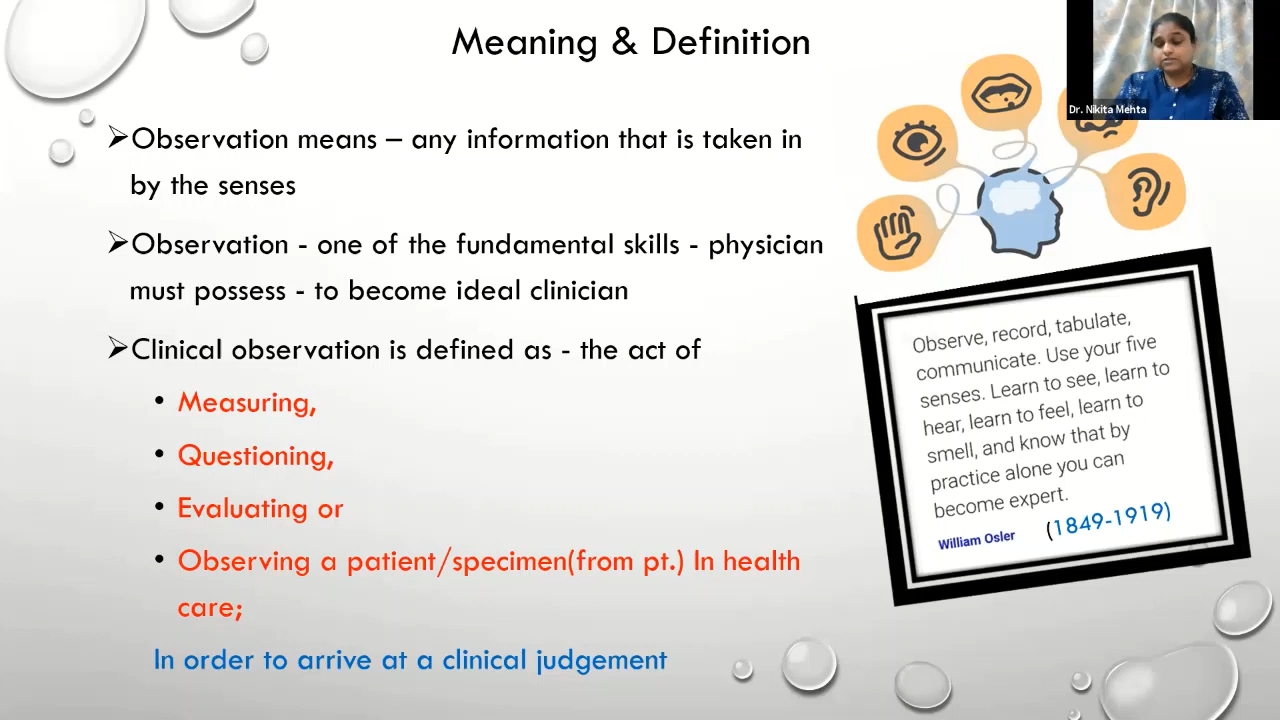 Meaning & Definition
Dr. Nikita Mehta
➢Observation means – any information that is taken in
by the senses
➢Observation - one of the fundamental skills - physician
must possess - to become ideal clinician
➢Clinical observation is defined as - the act of
• Measuring,
• Questioning,
• Evaluating or
• Observing a patient/specimen(from pt.) In health
care;
In order to arrive at a clinical judgement
Observe, record, tabulate,
communicate. Use your five
senses. Learn to see, learn to
hear, learn to feel, learn to
smell, and know that by
practice alone you can
become expert.
William Osler (1849-1919)